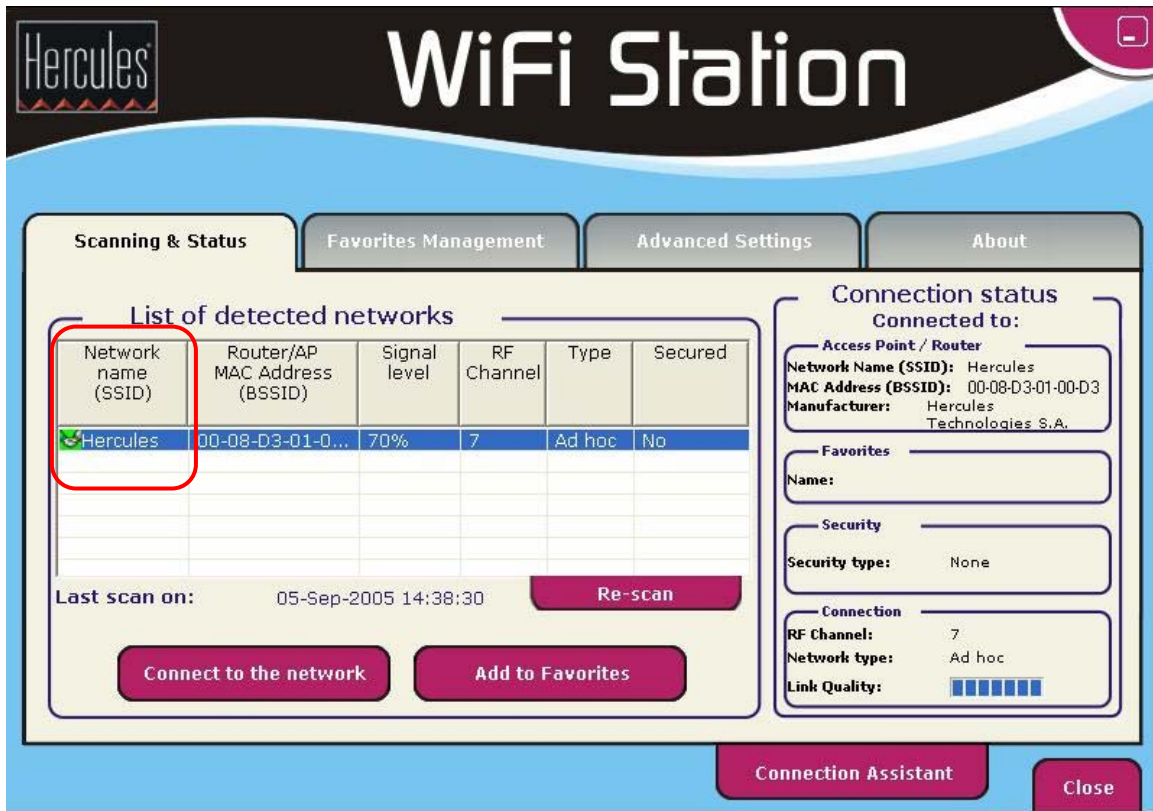 Hercules
WiFi Station
Scanning & Status
Favorites Management
Advanced Settings
About
List of detected networks
Network name (SSID)
Router/AP MAC Address (BSSID)
Signal level
RF Channel
Type
Secured
Hercules 00-08-D3-01-0... 70% 7 Ad hoc No
Last scan on: 05-Sep-2005 14:38:30
Re-scan
Connect to the network
Add to Favorites
Connection status
Connected to:
Access Point / Router
Network Name (SSID): Hercules
MAC Address (BSSID): 00-08-D3-01-00-D3
Manufacturer: Hercules
Technologies S.A.
Favorites
Name:
Security
Security type: None
Connection
RF Channel: 7
Network type: Ad hoc
Link Quality:
Connection Assistant
Close